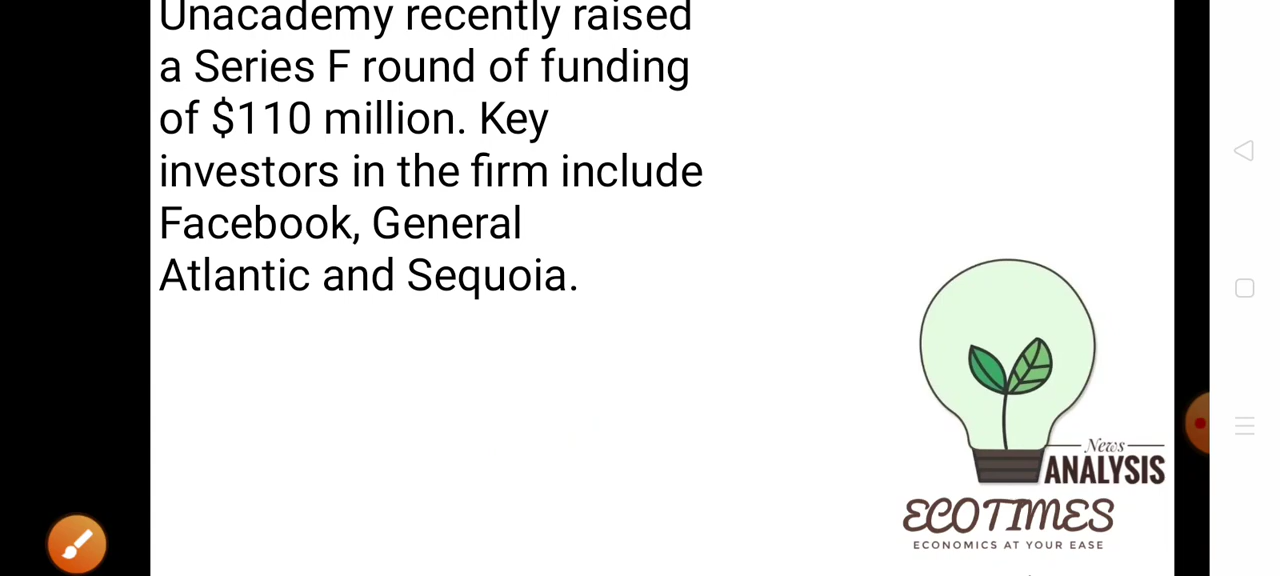 Unacademy recently raised
a Series F round of funding
of $110 million. Key
investors in the firm include
Facebook, General
Atlantic and Sequoia.
News
ANALYSIS
ECOTIMES
ECONOMICS AT YOUR EASE